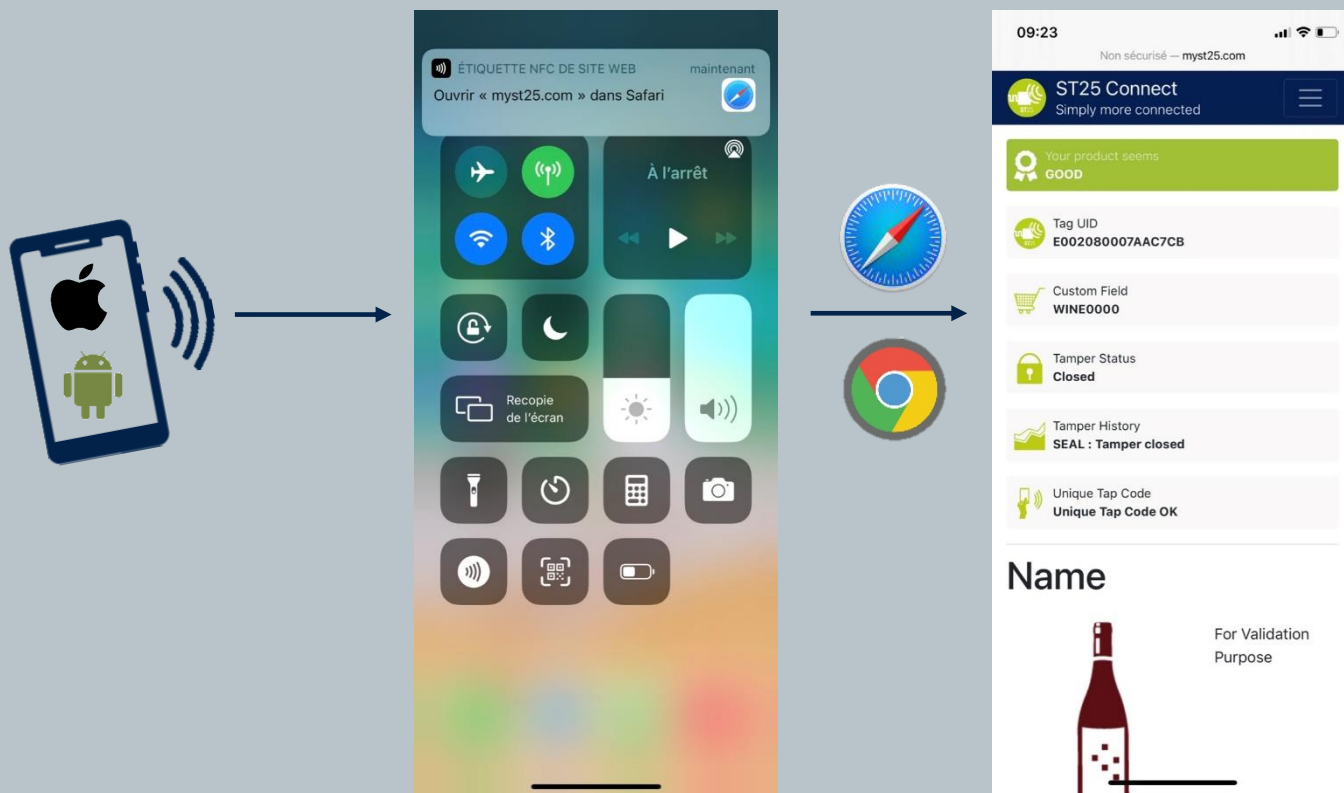 ÉTIQUETTE NFC DE SITE WEB
maintenant
Ouvrir « myst25.com » dans Safari
À l'arrêt
Recopie
de l'écran
09:23
Non sécurisé — myst25.com
ST25 Connect
Simply more connected
Your product seems
GOOD
Tag UID
E002080007AAC7CB
Custom Field
WINE0000
Tamper Status
Closed
Tamper History
SEAL : Tamper closed
Unique Tap Code
Unique Tap Code OK
Name
For Validation
Purpose